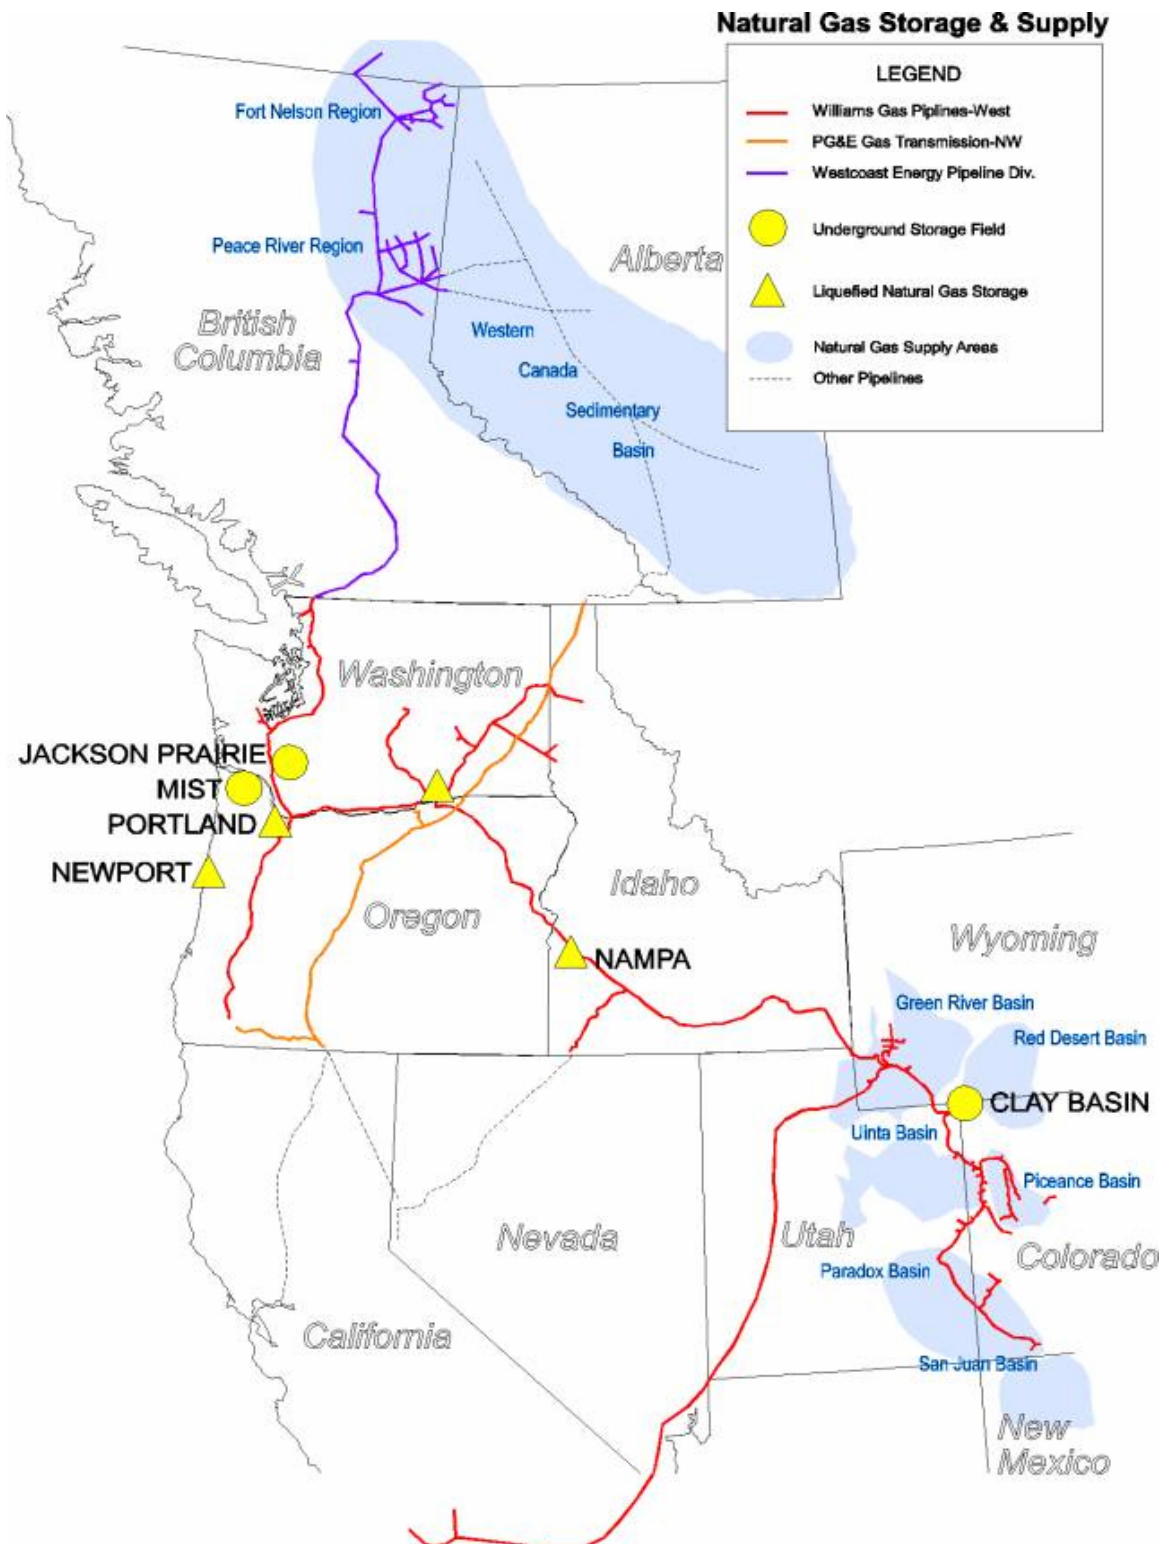 Natural Gas Storage & Supply
LEGEND
Williams Gas Piplines-West
PG&E Gas Transmission-NW
Westcoast Energy Pipeline Div.
Underground Storage Field
Liquefied Natural Gas Storage
Natural Gas Supply Areas
Other Pipelines
Fort Nelson Region
Peace River Region
Alberta
British
Columbia
Western
Canada
Sedimentary
Basin
Washington
JACKSON PRAIRIE
MIST
PORTLAND
NEWPORT
Idaho
Oregon
Wyoming
NAMPA
Green River Basin
Red Desert Basin
CLAY BASIN
Uinta Basin
Piceance Basin
Nevada
Utah
Colorado
Paradox Basin
California
San Juan Basin
New
Mexico